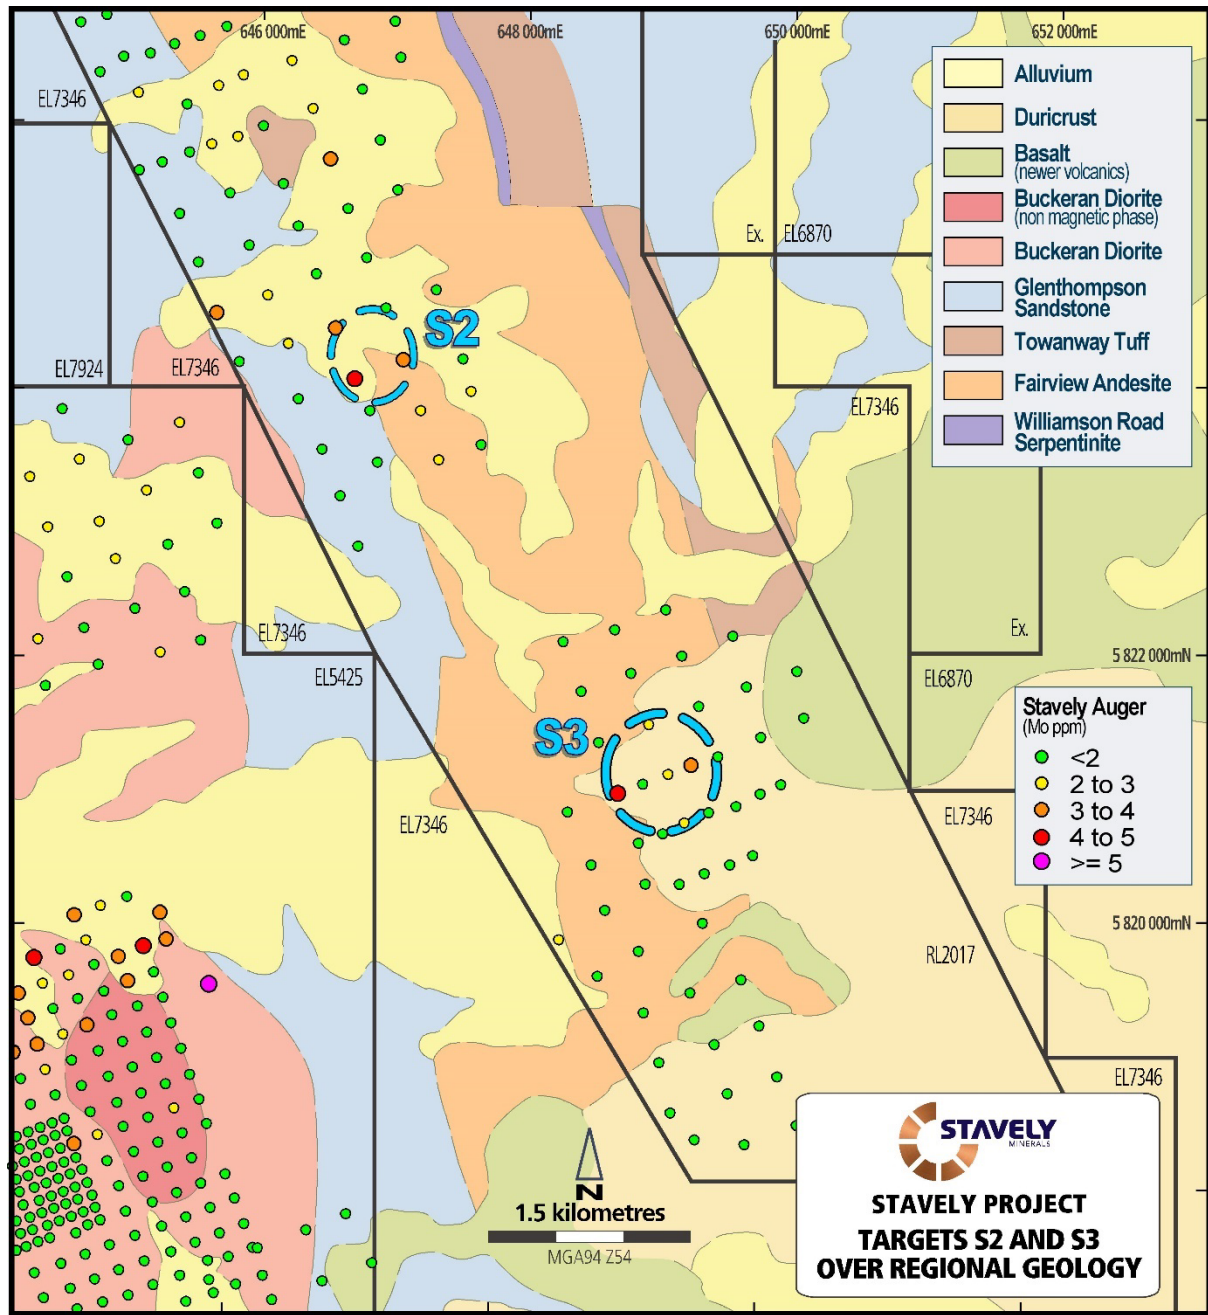 646 000mE
648 000mE
650 000mE
652 000mE
EL7346
Ex.
EL6870
EL7924
EL7346
EL7346
S2
EL7346
EL5425
Ex.
5 822 000mN
EL6870
S3
EL7346
EL7346
5 820 000mN
RL2017
EL7346
Alluvium
Duricrust
Basalt
(newer volcanics)
Buckeran Diorite
(non magnetic phase)
Buckeran Diorite
Glenthompson
Sandstone
Towanway Tuff
Fairview Andesite
Williamson Road
Serpentinite
Stavely Auger
(Mo ppm)
<2
2 to 3
3 to 4
4 to 5
>= 5
N
1.5 kilometres
MGA94 Z54
STAVELY
MINERALS
STAVELY PROJECT
TARGETS S2 AND S3
OVER REGIONAL GEOLOGY